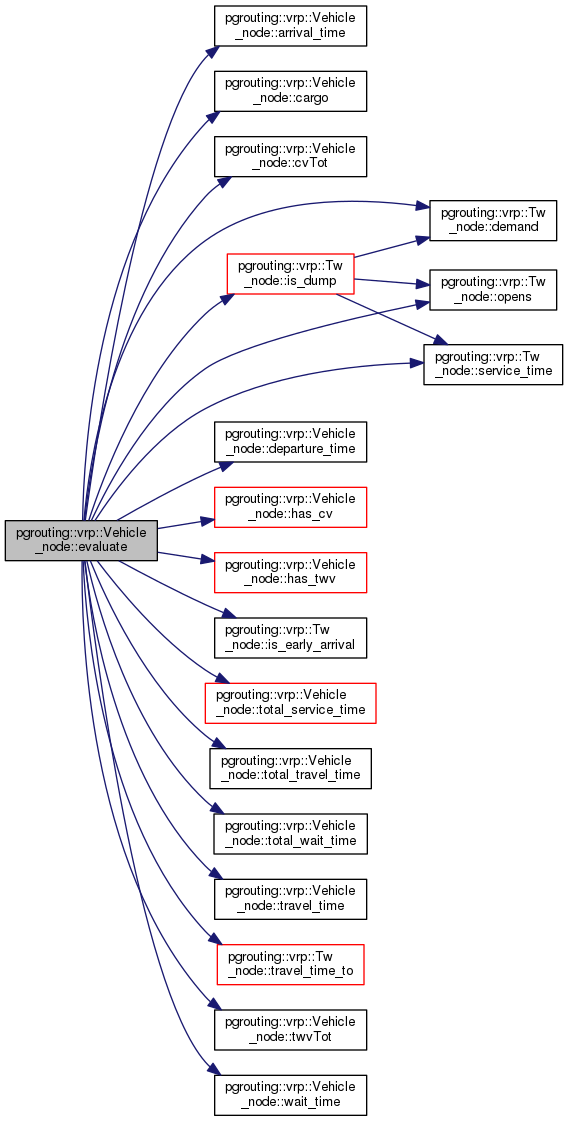 pgrouting::vrp::Vehicle
_node::arrival_time
pgrouting::vrp::Vehicle
_node::cargo
pgrouting::vrp::Vehicle
_node::cvTot
pgrouting::vrp::Tw
_node::demand
pgrouting::vrp::Tw
_node::is_dump
pgrouting::vrp::Tw
_node::opens
pgrouting::vrp::Tw
_node::service_time
pgrouting::vrp::Vehicle
_node::departure_time
pgrouting::vrp::Vehicle
_node::has_cv
pgrouting::vrp::Vehicle
_node::evaluate
pgrouting::vrp::Vehicle
_node::has_twv
pgrouting::vrp::Tw
_node::is_early_arrival
pgrouting::vrp::Vehicle
_node::total_service_time
pgrouting::vrp::Vehicle
_node::total_travel_time
pgrouting::vrp::Vehicle
_node::total_wait_time
pgrouting::vrp::Vehicle
_node::travel_time
pgrouting::vrp::Tw
_node::travel_time_to
pgrouting::vrp::Vehicle
_node::twvTot
pgrouting::vrp::Vehicle
_node::wait_time